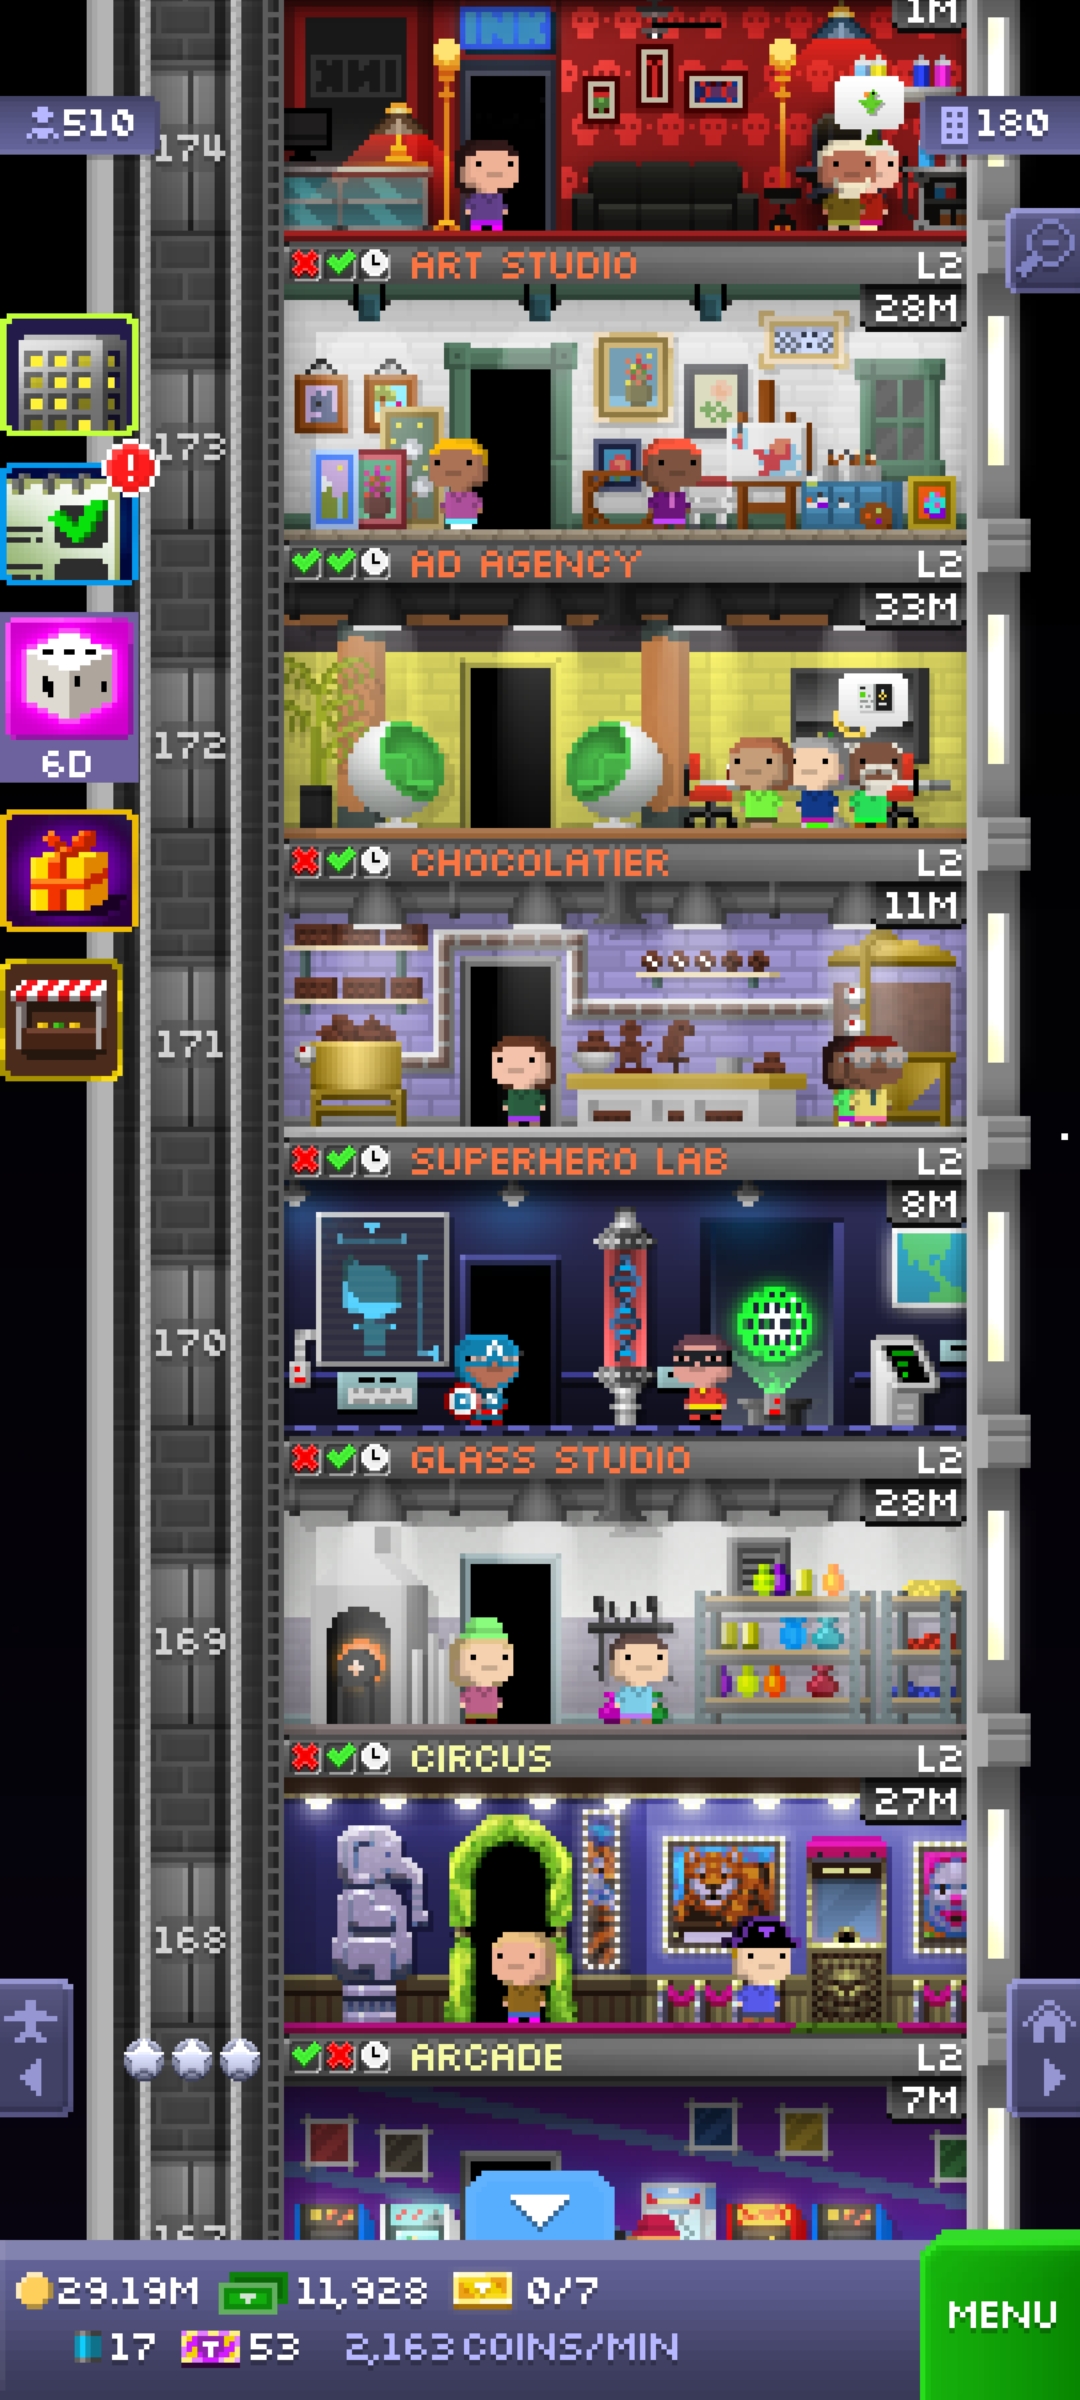 1M
INK
INK
510
180
174
ART STUDIO L2
28M
173
AD AGENCY L2
33M
172
6D
CHOCOLATIER L2
11M
171
SUPERHERO LAB L2
8M
170
GLASS STUDIO L2
28M
169
CIRCUS L2
27M
168
ARCADE L2
7M
167
29.19M 11,928 0/7
MENU
17 53 2,163 COINS/MIN